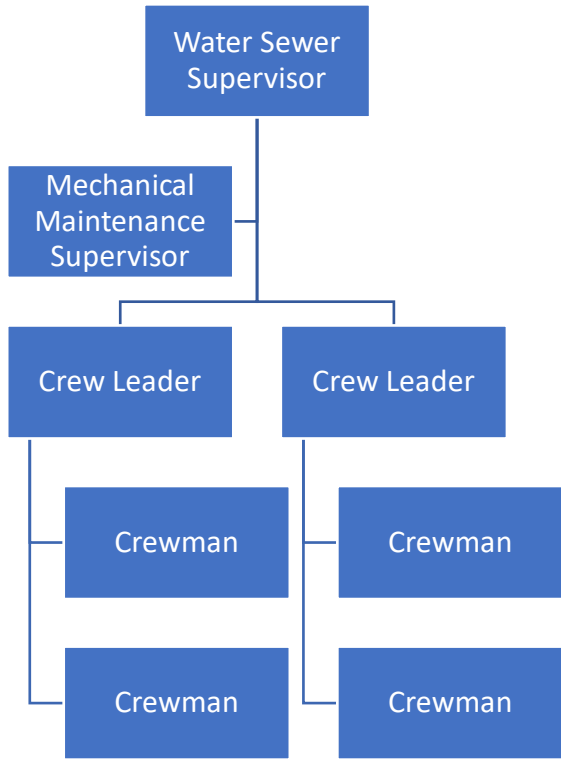 Water Sewer
Supervisor
Mechanical
Maintenance
Supervisor
Crew Leader
Crew Leader
Crewman
Crewman
Crewman
Crewman